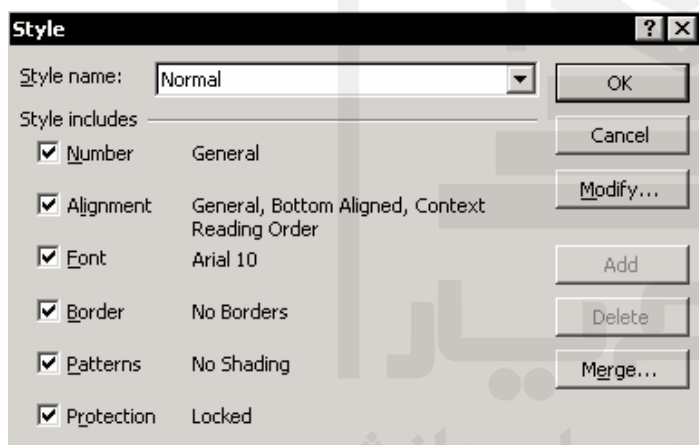 Style
Style name: Normal
OK
Style includes
Cancel
Number General
Modify...
Alignment General, Bottom Aligned, Context
Reading Order
Font Arial 10
Add
Border No Borders
Delete
Patterns No Shading
Merge...
Protection Locked